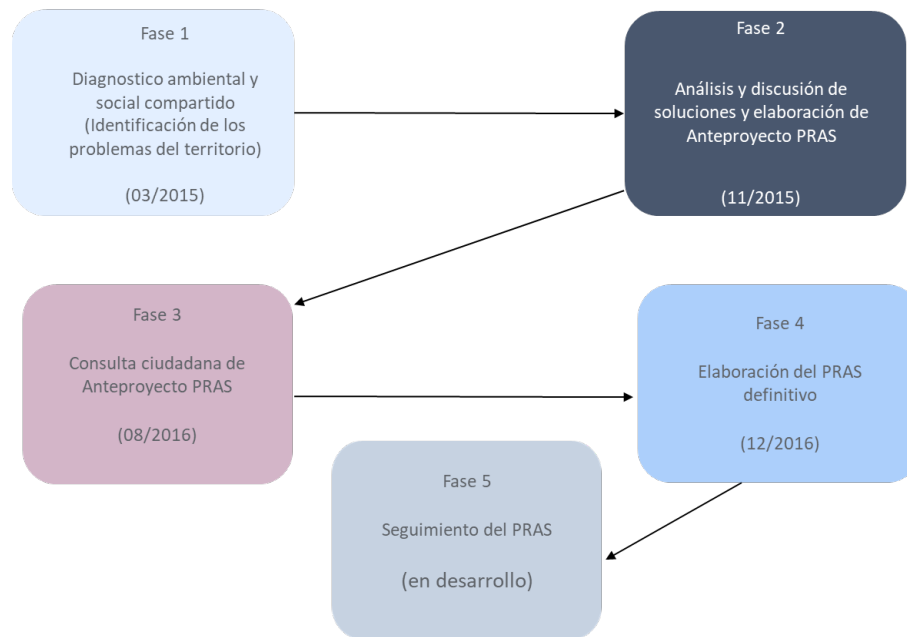 Fase 1
Diagnostico ambiental y
social compartido
(Identificación de los
problemas del territorio)
(03/2015)
Fase 2
Análisis y discusión de
soluciones y elaboración de
Anteproyecto PRAS
(11/2015)
Fase 3
Consulta ciudadana de
Anteproyecto PRAS
(08/2016)
Fase 4
Elaboración del PRAS
definitivo
(12/2016)
Fase 5
Seguimiento del PRAS
(en desarrollo)